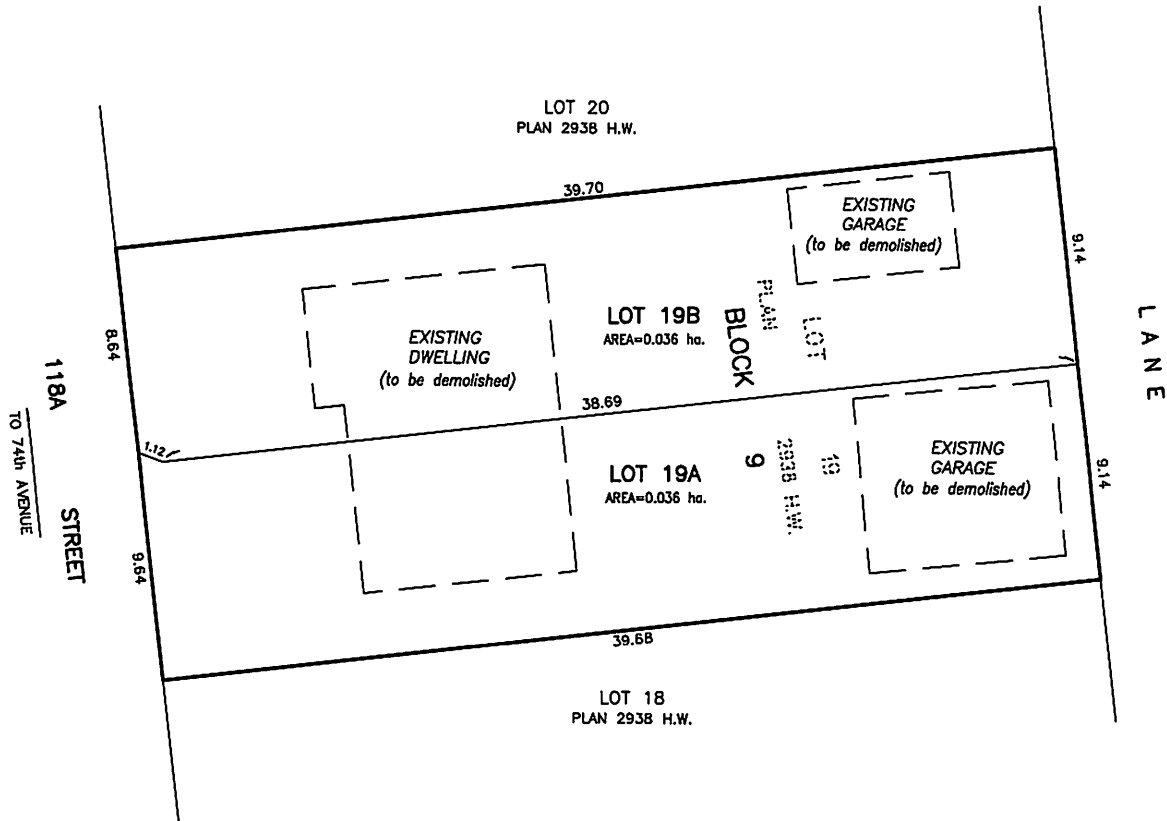 LOT 20
PLAN 2938 H.W.
39.70
EXISTING
GARAGE
(to be demolished)
9.14
LANE
8.64
118A STREET
TO 74th AVENUE
EXISTING
DWELLING
(to be demolished)
LOT 19B
AREA=0.036 ha.
PLAN 2938 H.W.
BLOCK 9
LOT 19
38.69
1.12
LOT 19A
AREA=0.036 ha.
EXISTING
GARAGE
(to be demolished)
9.14
9.64
39.68
LOT 18
PLAN 2938 H.W.